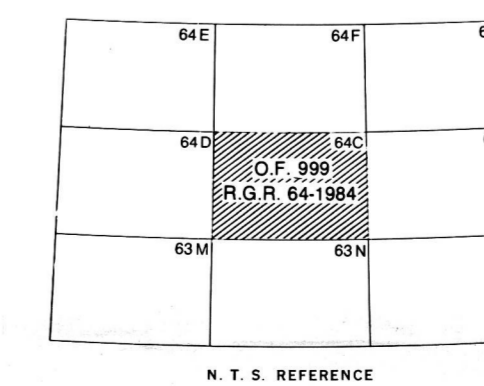 64E 64F
64D 64C
O.F. 999
R.G.R. 64-1984
63M 63N
N. T. S. REFERENCE